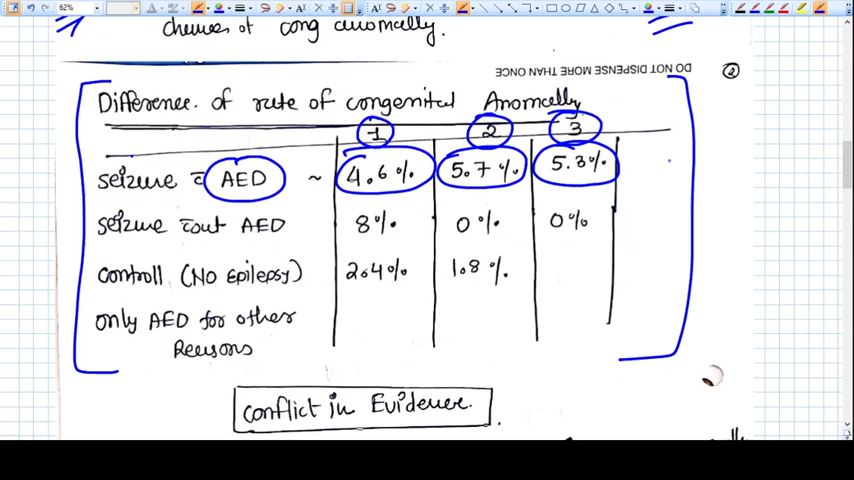 62%
chances of cong anomally.
DO NOT DISPENSE MORE THAN ONCE
2
Difference of rate of congenital Anomally
1 2 3
seizure c̄ AED ~ 4.6% 5.7% 5.3%
seizure c̄out AED 8% 0% 0%
controll (NO Epilepsy) 2.4% 1.8%
only AED for other
Reasons
conflict in Evidence.